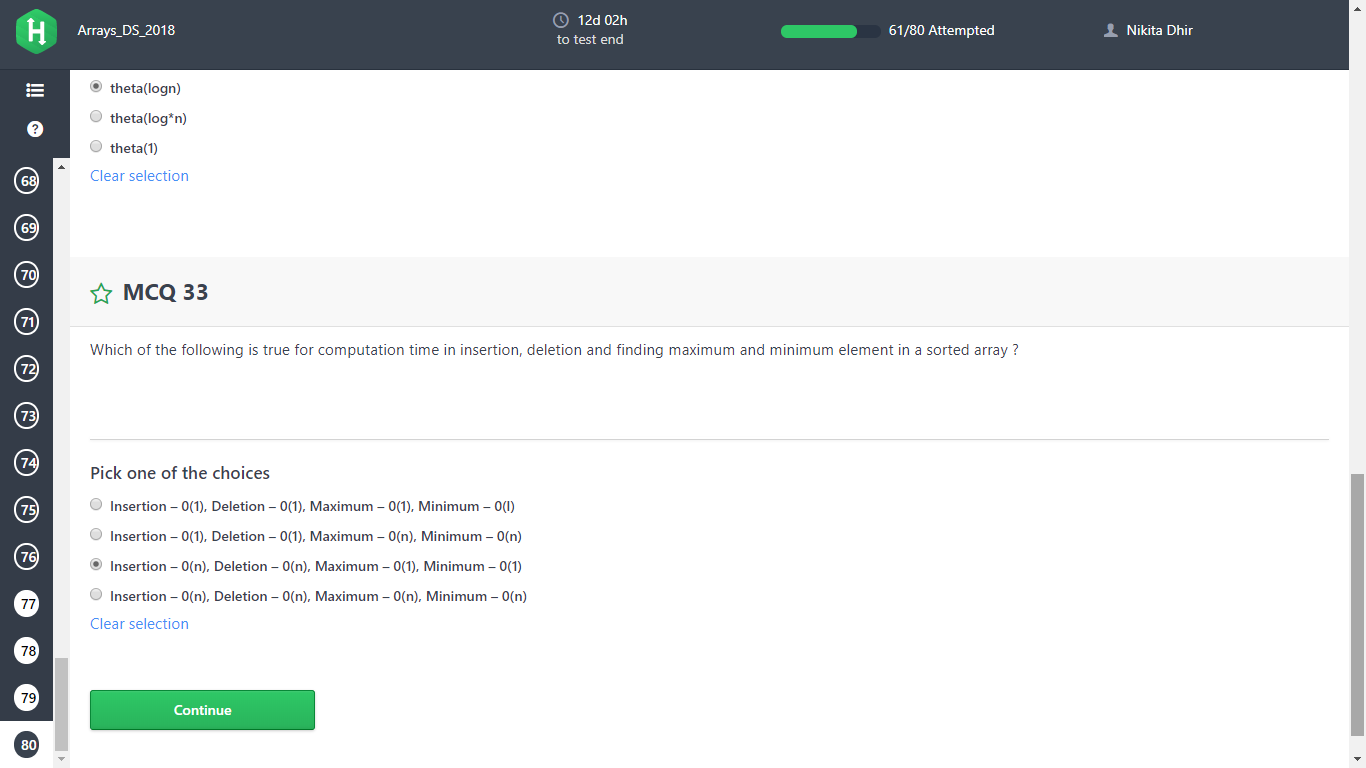 Arrays_DS_2018
12d 02h
to test end
61/80 Attempted
Nikita Dhir
?
68
69
70
71
72
73
74
75
76
77
78
79
80
theta(logn)
theta(log*n)
theta(1)
Clear selection
MCQ 33
Which of the following is true for computation time in insertion, deletion and finding maximum and minimum element in a sorted array ?
Pick one of the choices
Insertion – 0(1), Deletion – 0(1), Maximum – 0(1), Minimum – 0(l)
Insertion – 0(1), Deletion – 0(1), Maximum – 0(n), Minimum – 0(n)
Insertion – 0(n), Deletion – 0(n), Maximum – 0(1), Minimum – 0(1)
Insertion – 0(n), Deletion – 0(n), Maximum – 0(n), Minimum – 0(n)
Clear selection
Continue